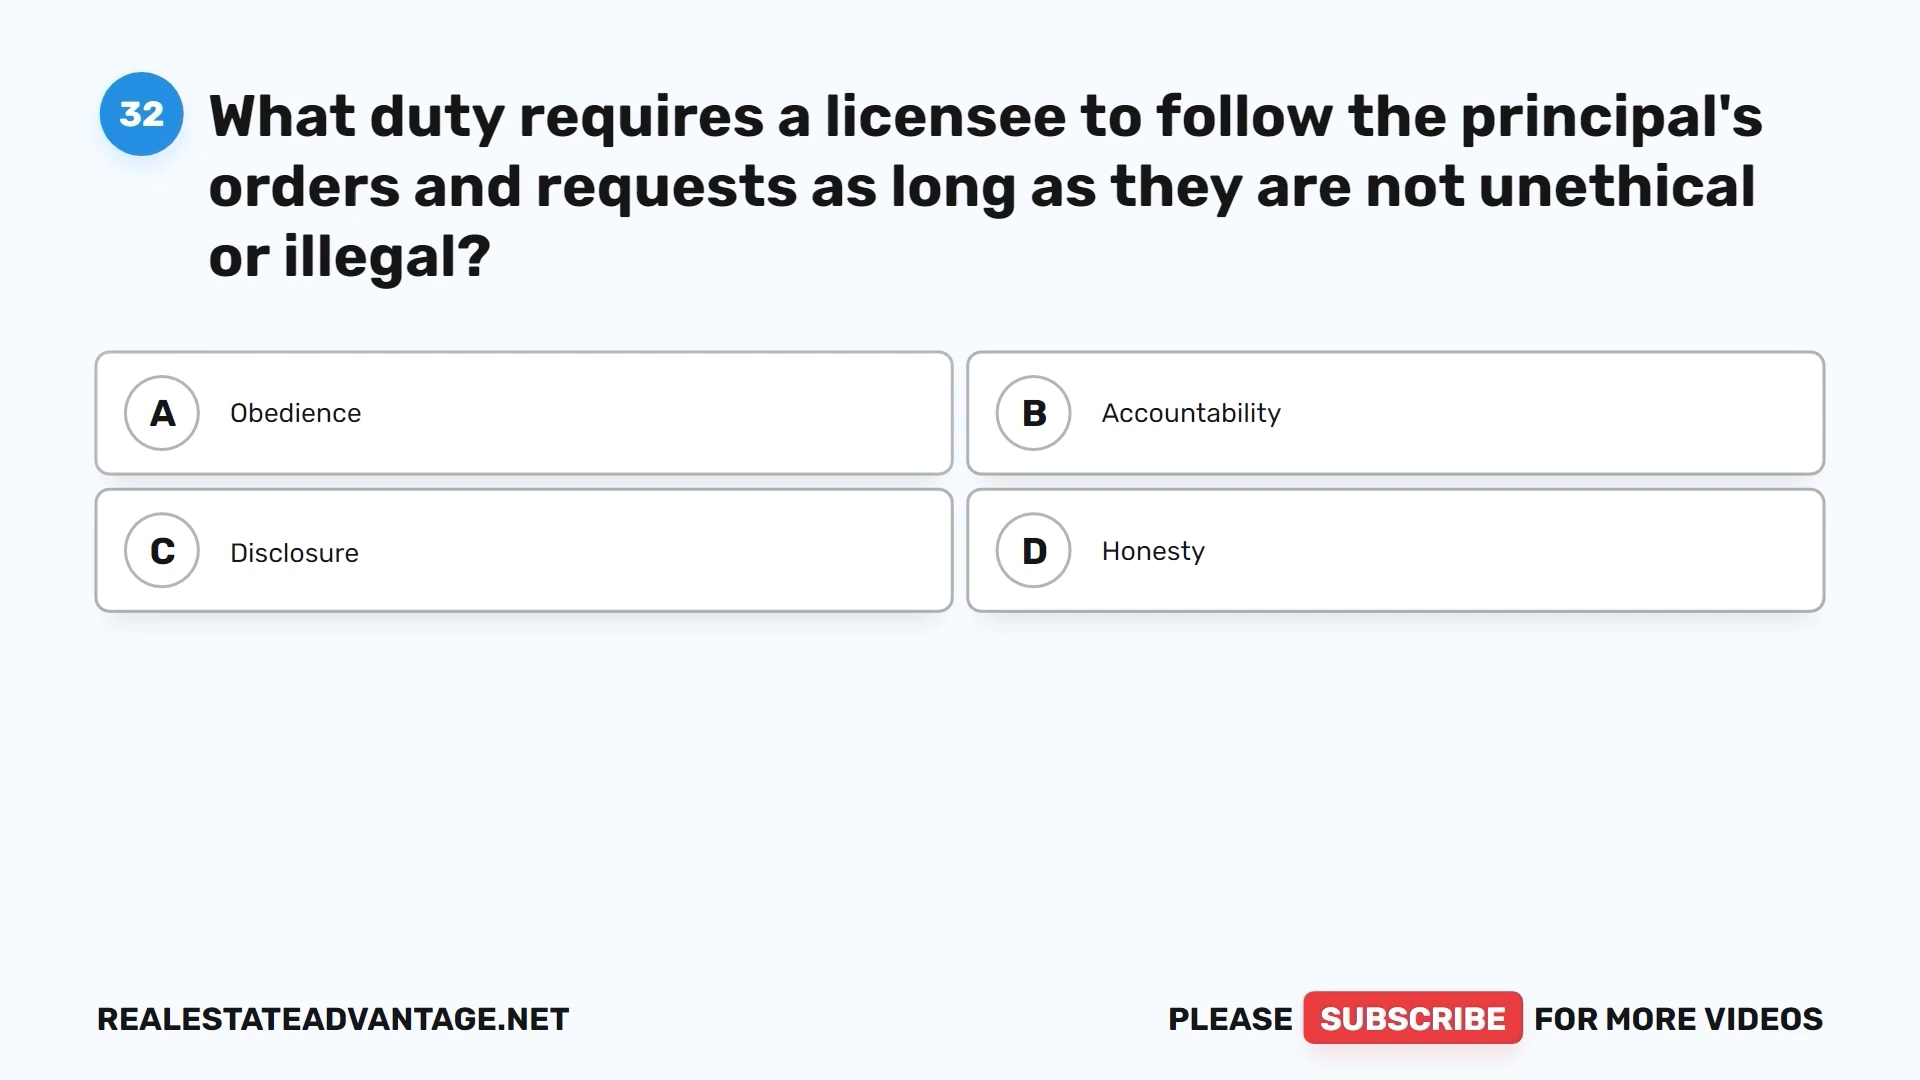 32
What duty requires a licensee to follow the principal's
orders and requests as long as they are not unethical
or illegal?
A Obedience
B Accountability
C Disclosure
D Honesty
REALESTATEADVANTAGE.NET
PLEASE SUBSCRIBE FOR MORE VIDEOS